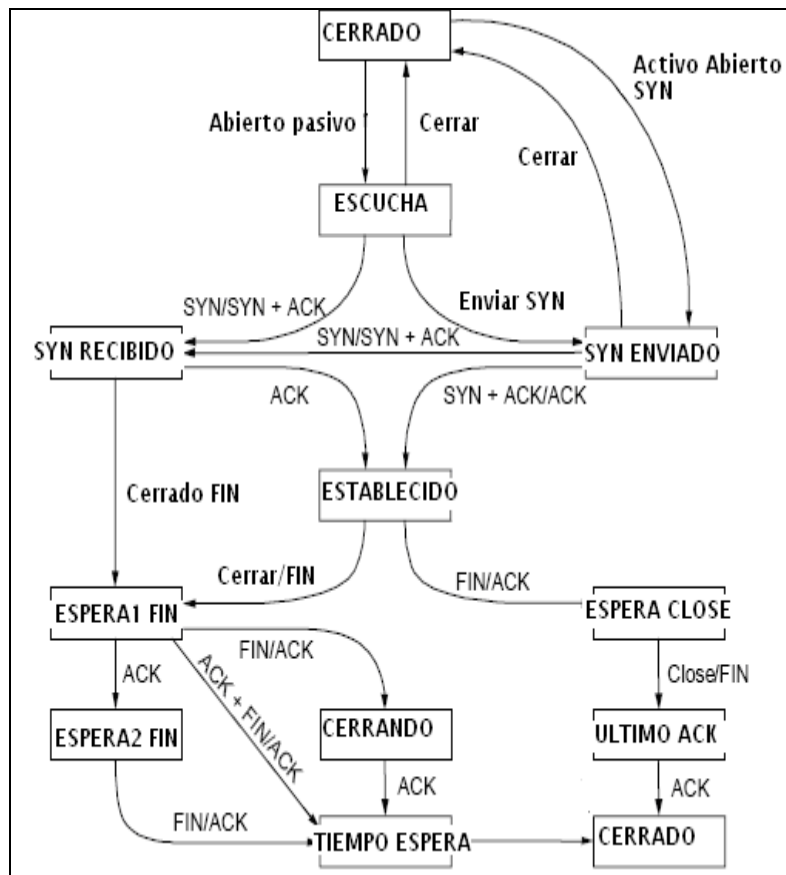 CERRADO
Activo Abierto
SYN
Abierto pasivo
Cerrar
Cerrar
ESCUCHA
SYN/SYN + ACK
Enviar SYN
SYN RECIBIDO
SYN/SYN + ACK
SYN ENVIADO
ACK
SYN + ACK/ACK
Cerrado FIN
ESTABLECIDO
Cerrar/FIN
FIN/ACK
ESPERA1 FIN
ESPERA CLOSE
FIN/ACK
ACK
ACK + FIN/ACK
Close/FIN
ESPERA2 FIN
CERRANDO
ULTIMO ACK
ACK
ACK
FIN/ACK
TIEMPO ESPERA
CERRADO